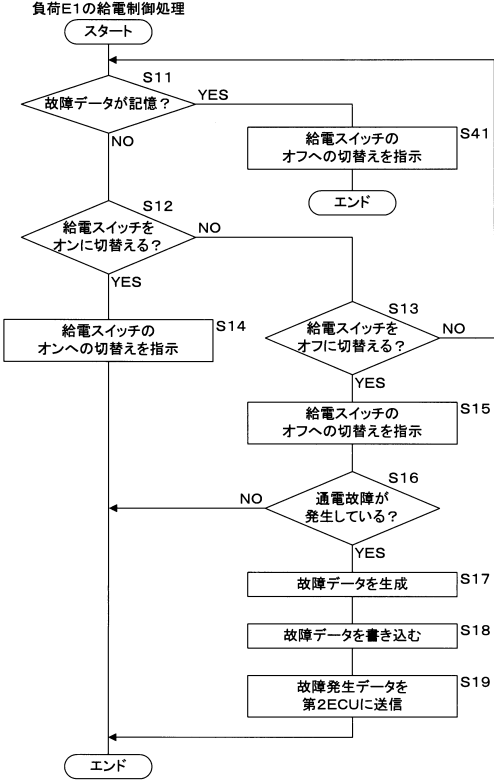 負荷E1の給電制御処理
スタート
S11
故障データが記憶？
YES
NO
S41
給電スイッチの
オフへの切替えを指示
エンド
S12
給電スイッチを
オンに切替える？
NO
YES
S13
給電スイッチを
オフに切替える？
NO
YES
S14
給電スイッチの
オンへの切替えを指示
S15
給電スイッチの
オフへの切替えを指示
S16
通電故障が
発生している？
NO
YES
S17
故障データを生成
S18
故障データを書き込む
S19
故障発生データを
第2ECUに送信
エンド